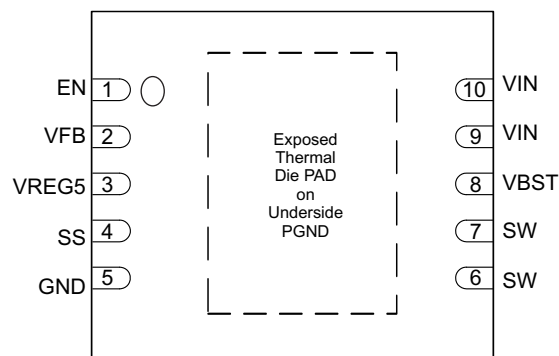 EN 1 10 VIN
VFB 2 9 VIN
VREG5 3 8 VBST
SS 4 7 SW
GND 5 6 SW
Exposed
Thermal
Die PAD
on
Underside
PGND